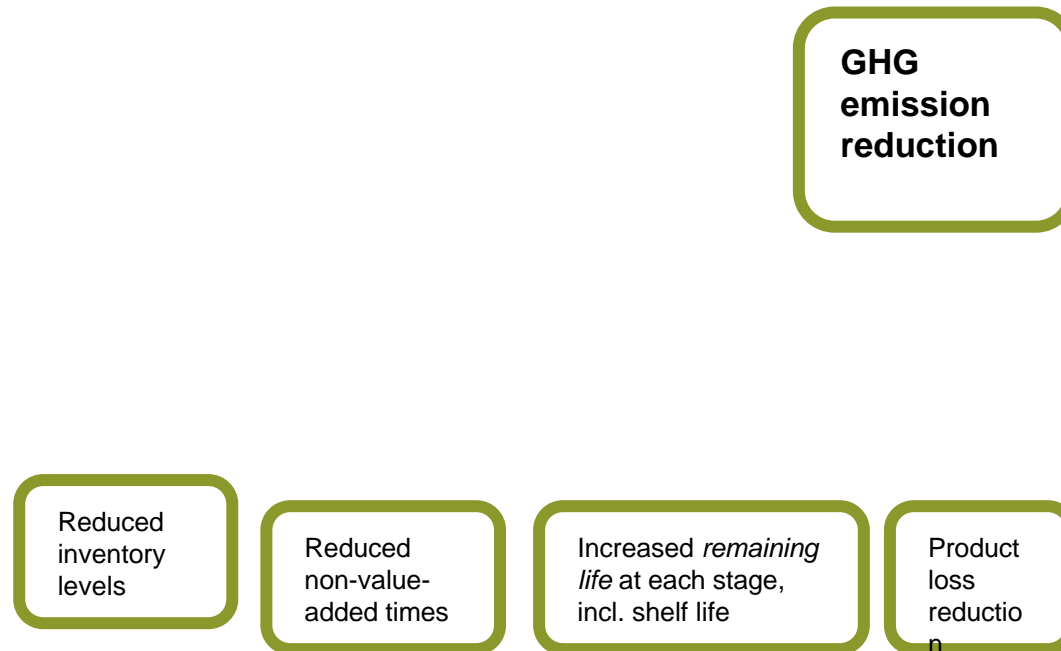 GHG
emission
reduction
Reduced
inventory
levels
Reduced
non-value-
added times
Increased remaining
life at each stage,
incl. shelf life
Product
loss
reductio
n